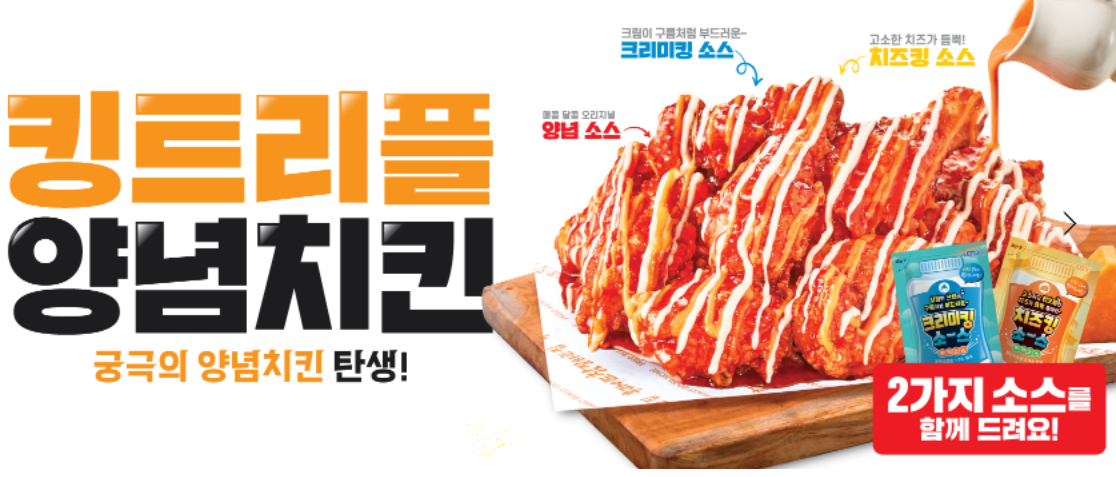 킹트리플
양념치킨
궁극의 양념치킨 탄생!
크림이 구름처럼 부드러운~
크리미킹 소스
고소한 치즈가 듬뿍!
치즈킹 소스
매콤 달콤 오리지널
양념 소스
크리미킹
소스
치즈킹
소스
2가지 소스를
함께 드려요!